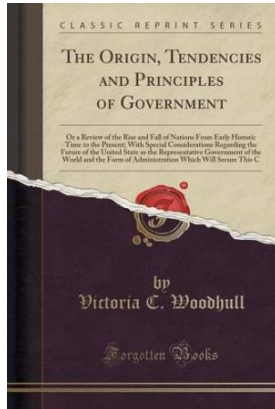 CLASSIC REPRINT SERIES
THE ORIGIN, TENDENCIES
AND PRINCIPLES
OF GOVERNMENT
Or a Review of the Rise and Fall of Nations From Early Historic
Time to the Present; With Special Considerations Regarding the
Future of the United State as the Representative Government of the
World and the Form of Administration Which Will Secure This C
by
Victoria C. Woodhull
Forgotten Books